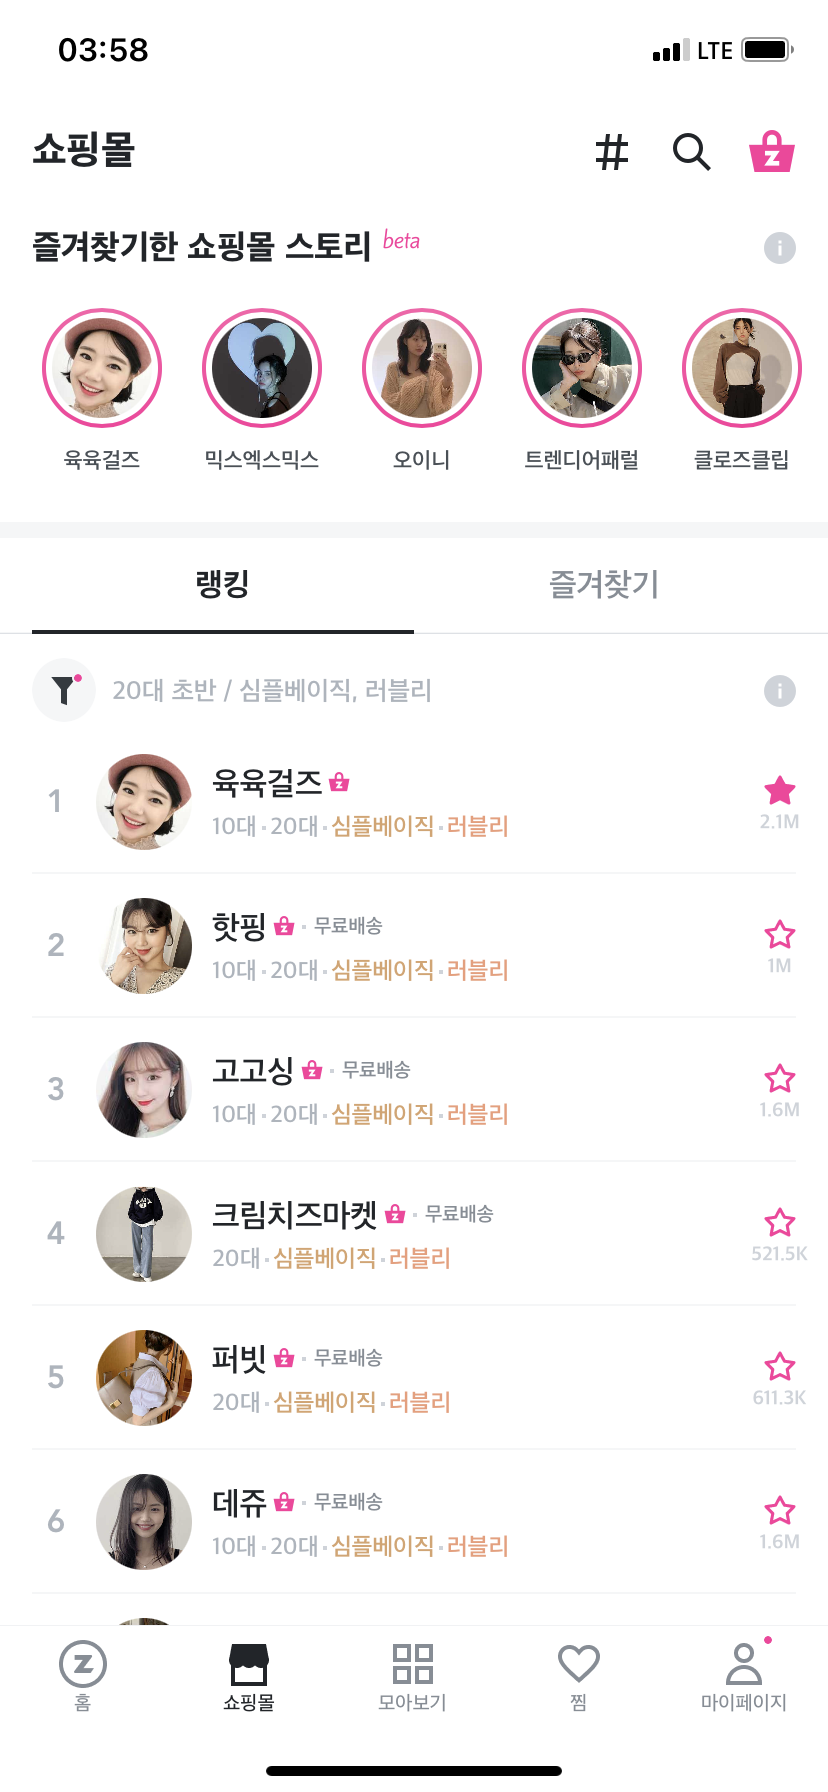 03:58 LTE
쇼핑몰
즐겨찾기한 쇼핑몰 스토리 beta
육육걸즈 믹스엑스믹스 오이니 트렌디어패럴 클로즈클립
랭킹 즐겨찾기
20대 초반 / 심플베이직, 러블리
1 육육걸즈
10대·20대·심플베이직·러블리 2.1M
2 핫핑 · 무료배송
10대·20대·심플베이직·러블리 1M
3 고고싱 · 무료배송
10대·20대·심플베이직·러블리 1.6M
4 크림치즈마켓 · 무료배송
20대·심플베이직·러블리 521.5K
5 퍼빗 · 무료배송
20대·심플베이직·러블리 611.3K
6 데쥬 · 무료배송
10대·20대·심플베이직·러블리 1.6M
홈 쇼핑몰 모아보기 찜 마이페이지